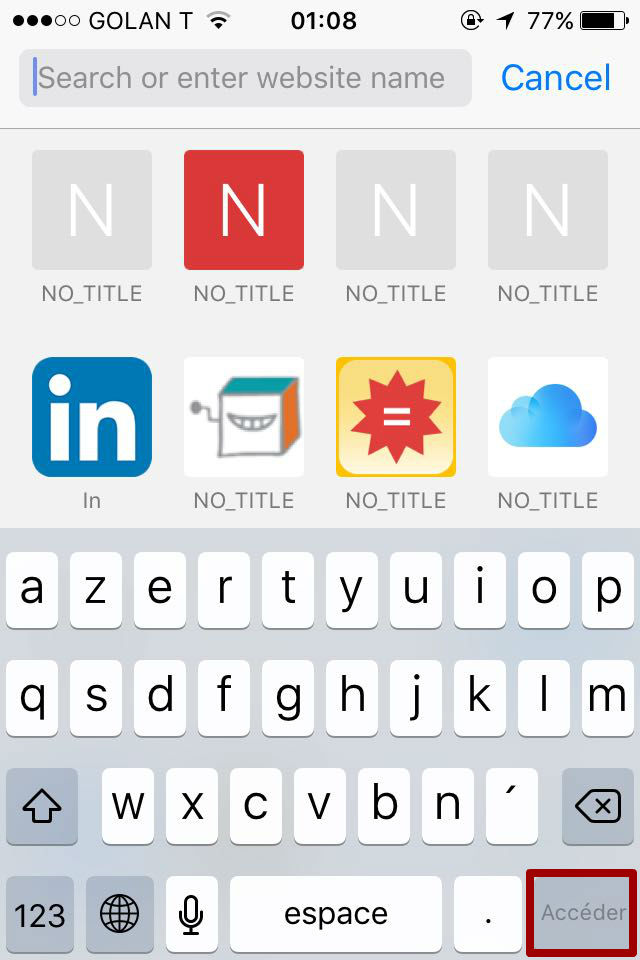 GOLAN T 01:08 77%
Search or enter website name Cancel
N N N N
NO_TITLE NO_TITLE NO_TITLE NO_TITLE
in =
In NO_TITLE NO_TITLE NO_TITLE
a z e r t y u i o p
q s d f g h j k l m
w x c v b n ´
123 espace . Accéder